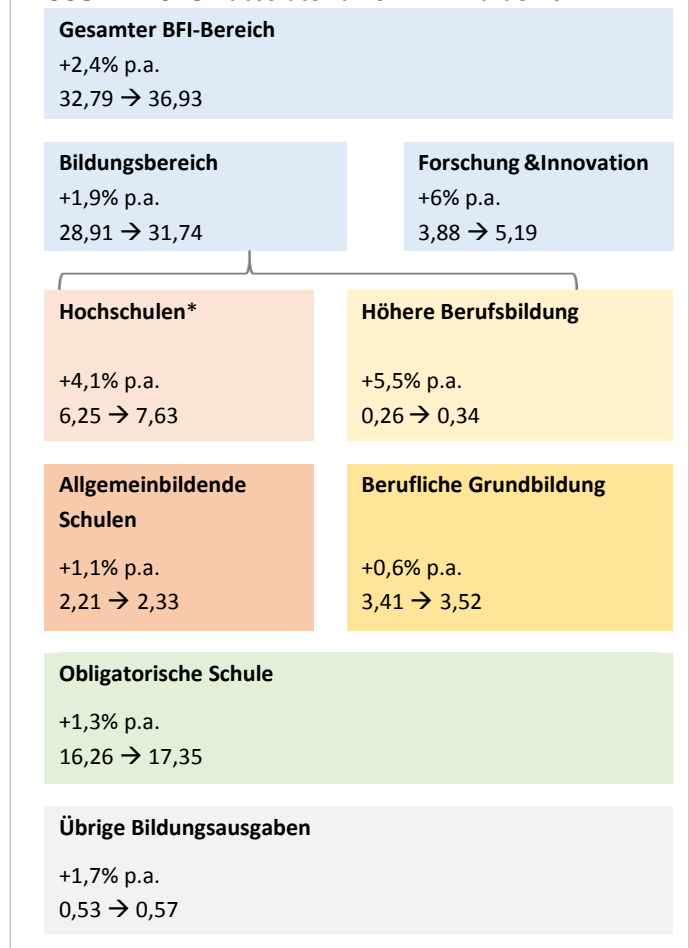 Gesamter BFI-Bereich
+2,4% p.a.
32,79 → 36,93
Bildungsbereich
+1,9% p.a.
28,91 → 31,74
Forschung &Innovation
+6% p.a.
3,88 → 5,19
Hochschulen*
+4,1% p.a.
6,25 → 7,63
Höhere Berufsbildung
+5,5% p.a.
0,26 → 0,34
Allgemeinbildende
Schulen
+1,1% p.a.
2,21 → 2,33
Berufliche Grundbildung
+0,6% p.a.
3,41 → 3,52
Obligatorische Schule
+1,3% p.a.
16,26 → 17,35
Übrige Bildungsausgaben
+1,7% p.a.
0,53 → 0,57